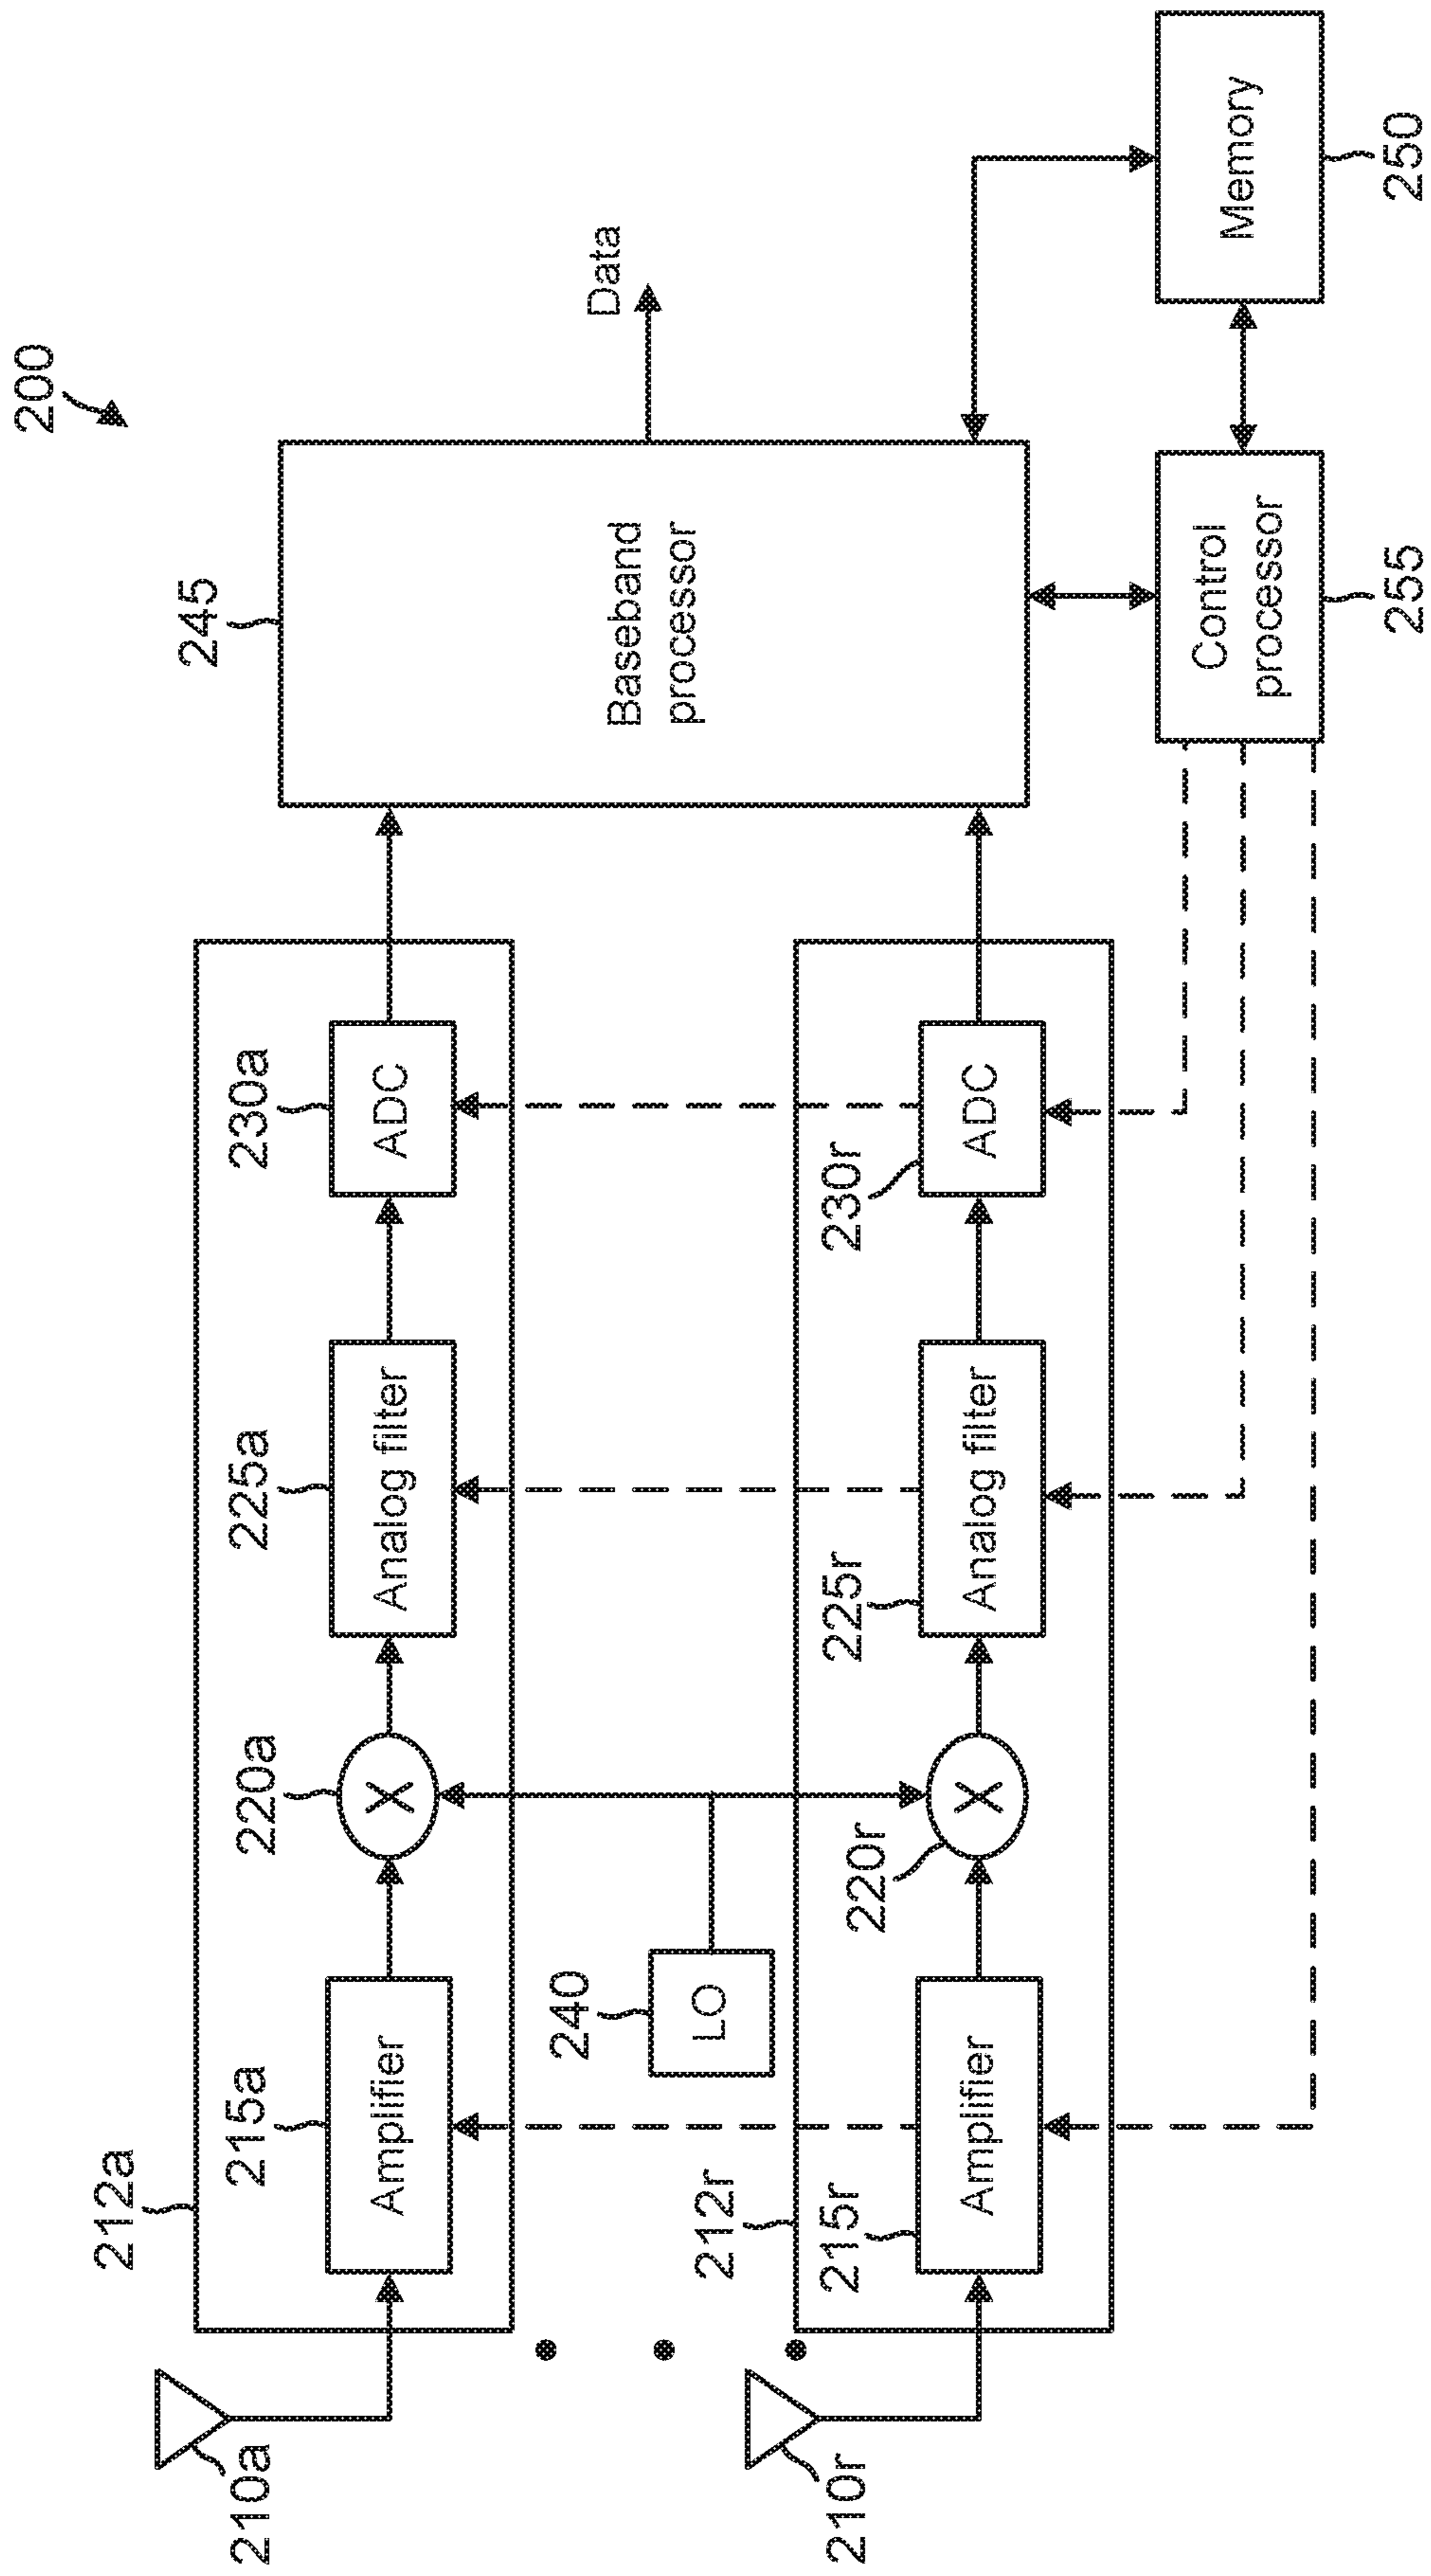 200
212a
215a
220a
225a
230a
245
210a
Amplifier
X
Analog filter
ADC
Baseband
processor
Data
240
LO
212r
215r
220r
225r
230r
210r
Amplifier
X
Analog filter
ADC
Control
processor
Memory
255
250